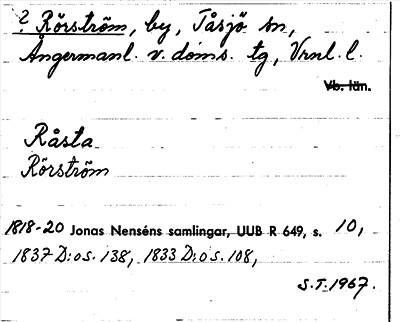 ? Rörström, by, Tåsjö sn,
Ångermanl. v. doms. tg, Vrnl. l.
Vb. län.
Råsta
Rörström
1818-20 Jonas Nenséns samlingar, UUB R 649, s. 10,
1837 D:o s. 138, 1833 D:o s. 108,
S.T. 1967.